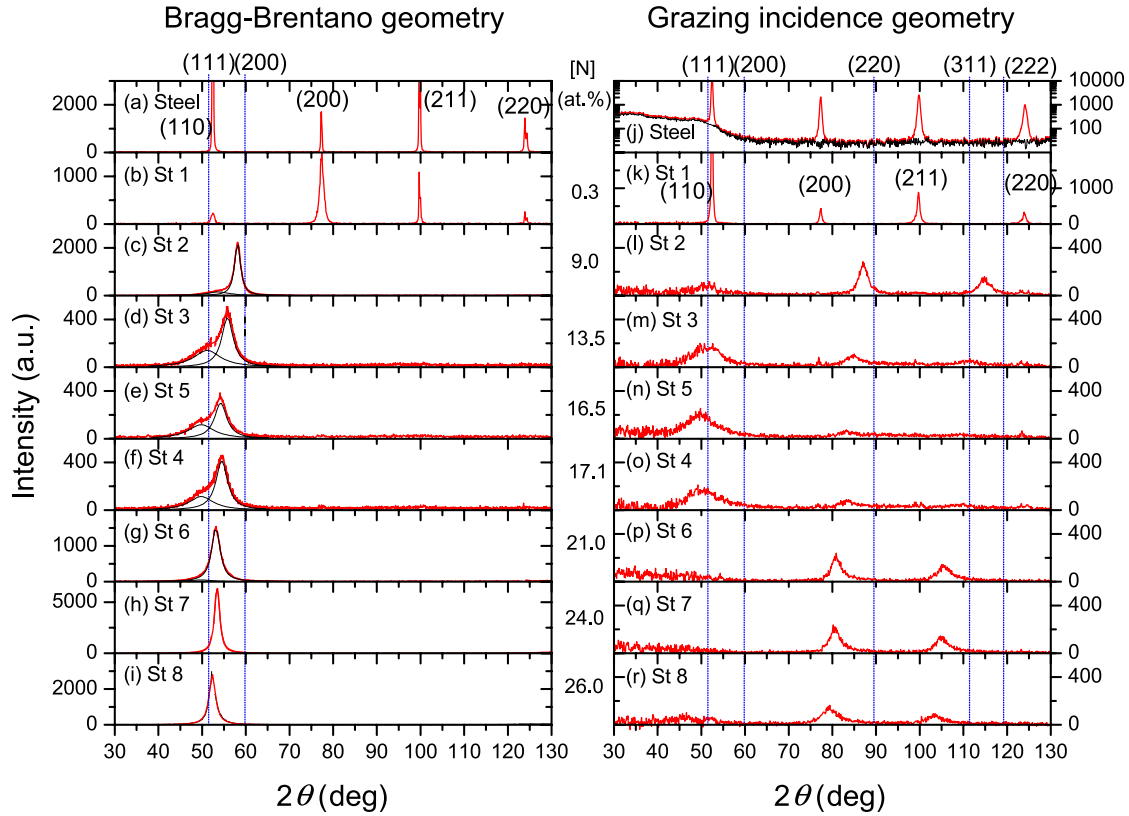 Bragg-Brentano geometry
Grazing incidence geometry
(111)(200)
[N]
(at.%)
(111) (200) (220) (311) (222)
(a) Steel
(110)
(200)
(211)
(220)
2000
0
(j) Steel
10000
1000
100
(b) St 1
1000
0
0.3
(k) St 1
(110)
(200)
(211)
(220)
1000
0
(c) St 2
2000
0
9.0
(l) St 2
400
0
(d) St 3
400
0
13.5
(m) St 3
400
0
(e) St 5
400
0
16.5
(n) St 5
400
0
(f) St 4
400
0
17.1
(o) St 4
400
0
(g) St 6
1000
0
21.0
(p) St 6
400
0
(h) St 7
5000
0
24.0
(q) St 7
400
0
(i) St 8
2000
0
26.0
(r) St 8
400
0
30 40 50 60 70 80 90 100 110 120 130
30 40 50 60 70 80 90 100 110 120 130
Intensity (a.u.)
2θ (deg)
2θ (deg)